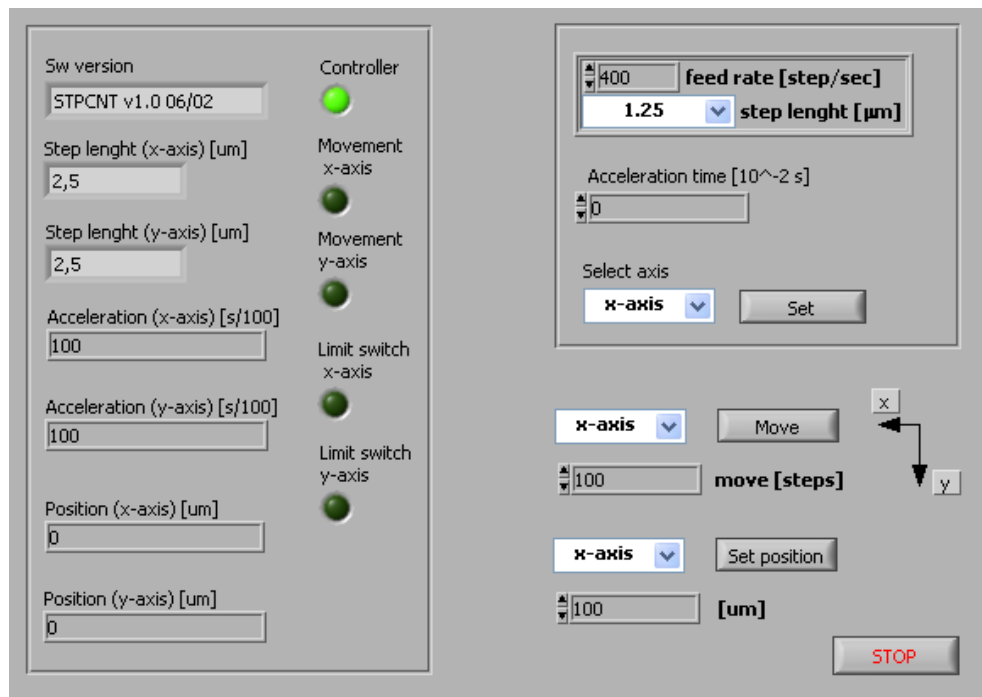 Sw version
STPCNT v1.0 06/02
Controller
Step lenght (x-axis) [um]
2,5
Movement
x-axis
Step lenght (y-axis) [um]
2,5
Movement
y-axis
Acceleration (x-axis) [s/100]
100
Limit switch
x-axis
Acceleration (y-axis) [s/100]
100
Limit switch
y-axis
Position (x-axis) [um]
0
Position (y-axis) [um]
0
400 feed rate [step/sec]
1.25 step lenght [µm]
Acceleration time [10^-2 s]
0
Select axis
x-axis Set
x-axis Move
x
y
100 move [steps]
x-axis Set position
100 [um]
STOP